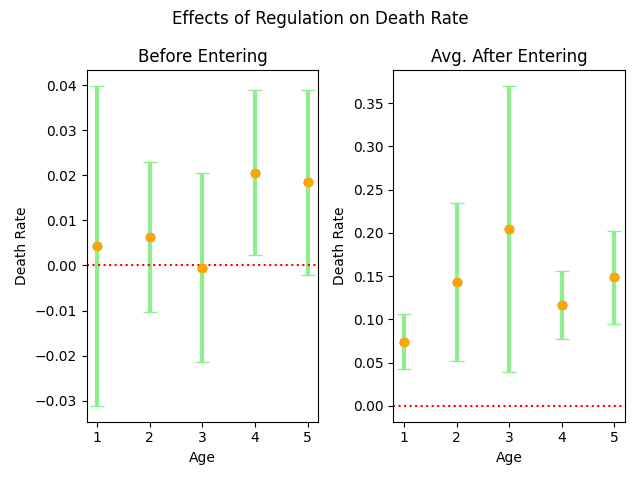 Effects of Regulation on Death Rate
Before Entering
Death Rate
0.04
0.03
0.02
0.01
0.00
−0.01
−0.02
−0.03
1 2 3 4 5
Age
Avg. After Entering
Death Rate
0.35
0.30
0.25
0.20
0.15
0.10
0.05
0.00
1 2 3 4 5
Age